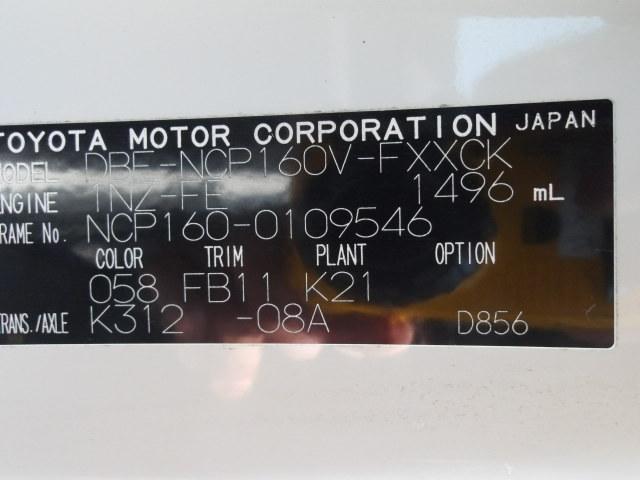 TOYOTA MOTOR CORPORATION JAPAN
MODEL DBE-NCP160V-FXXCK
ENGINE 1NZ-FE 1496 mL
FRAME No. NCP160-0109546
COLOR TRIM PLANT OPTION
058 FB11 K21
TRANS./AXLE K312 -08A D856